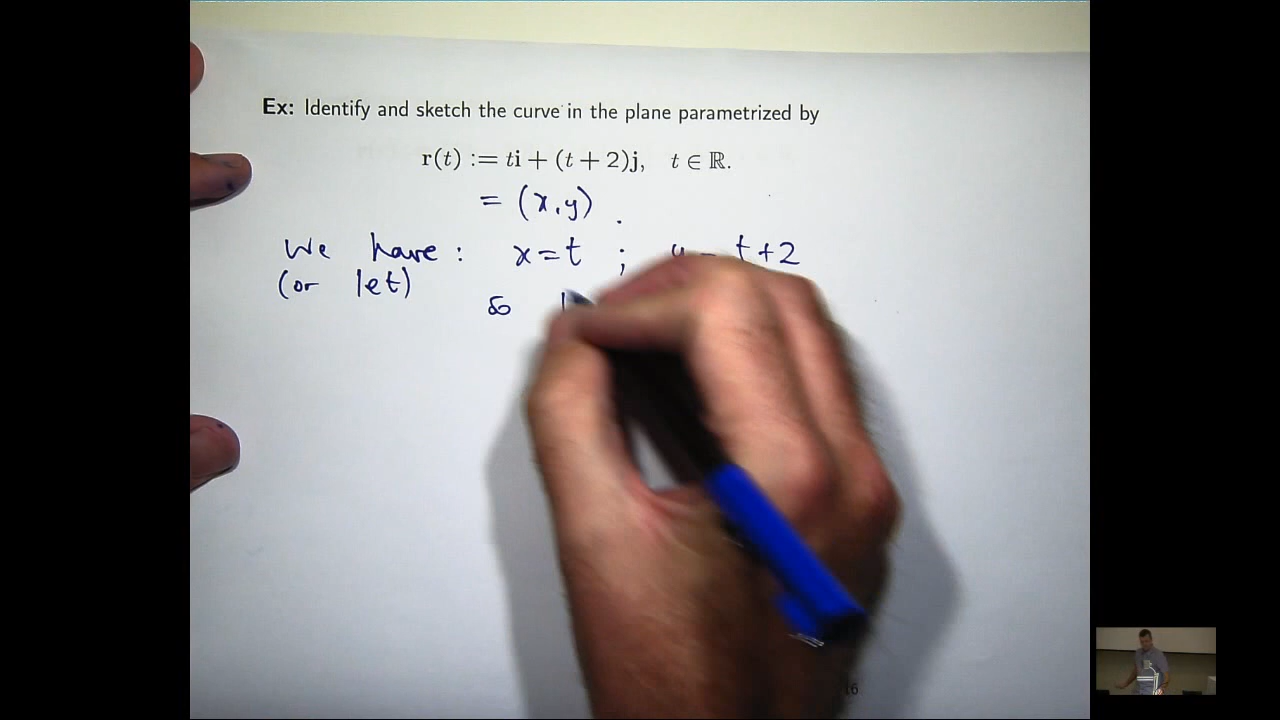 Ex: Identify and sketch the curve in the plane parametrized by
r(t) := ti + (t + 2)j, t ∈ ℝ.
= (x,y).
We have: x = t ; t+2
(or let)
So
16